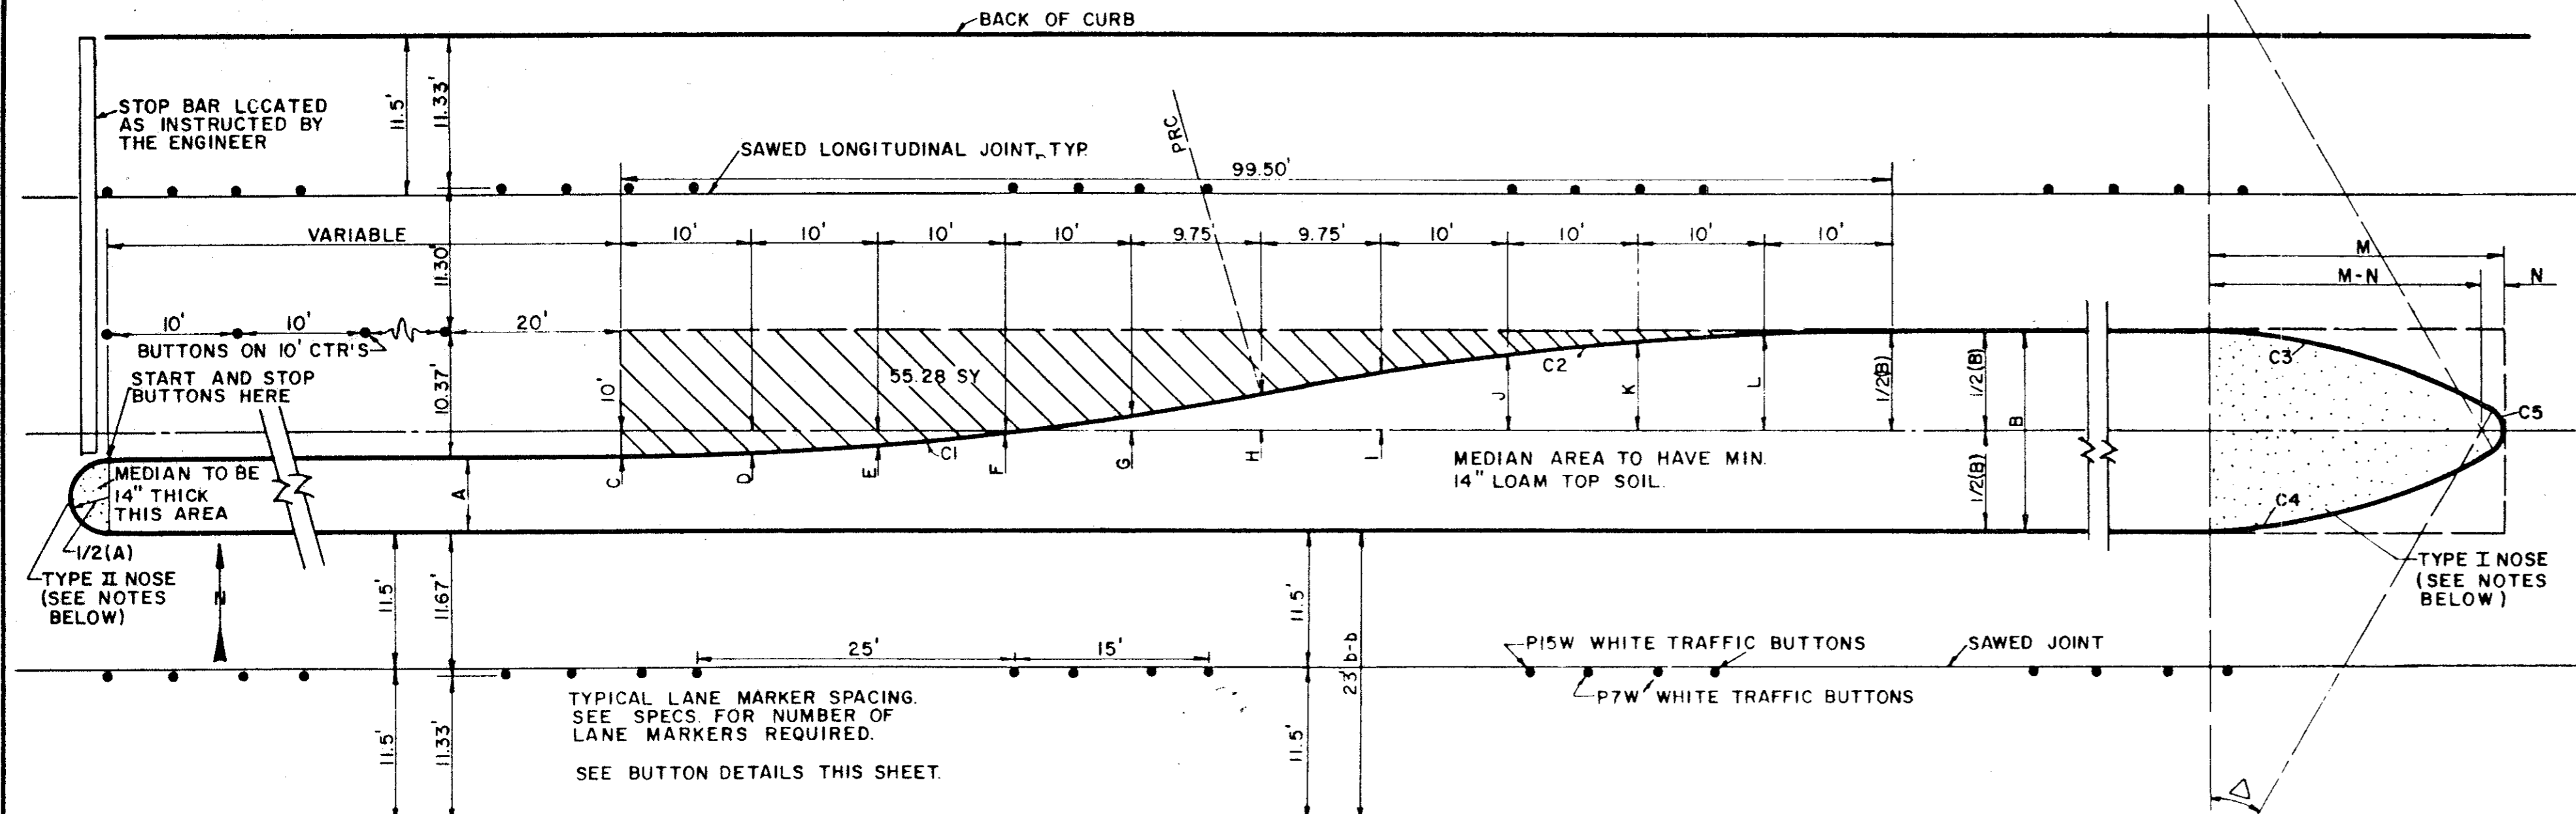 BACK OF CURB
STOP BAR LOCATED
AS INSTRUCTED BY
THE ENGINEER
11.5'
11.33'
SAWED LONGITUDINAL JOINT, TYP.
PRC
99.50'
VARIABLE
11.30'
10'
10'
10'
10'
9.75'
9.75'
10'
10'
10'
10'
M
M-N
N
10'
10'
20'
BUTTONS ON 10' CTR'S
START AND STOP
BUTTONS HERE
10.37'
10'
55.28 SY
C1
C2
C3
C4
C5
1/2(B)
1/2(B)
B
1/2(B)
MEDIAN TO BE
14" THICK
THIS AREA
A
C
D
E
F
G
H
I
J
K
L
MEDIAN AREA TO HAVE MIN.
14" LOAM TOP SOIL.
1/2(A)
TYPE II NOSE
(SEE NOTES
BELOW)
N
TYPE I NOSE
(SEE NOTES
BELOW)
11.5'
11.67'
11.5'
23' b-b
25'
15'
P15W WHITE TRAFFIC BUTTONS
SAWED JOINT
P7W WHITE TRAFFIC BUTTONS
TYPICAL LANE MARKER SPACING.
SEE SPECS. FOR NUMBER OF
LANE MARKERS REQUIRED.
SEE BUTTON DETAILS THIS SHEET.
11.5'
11.33'
11.5'
Δ